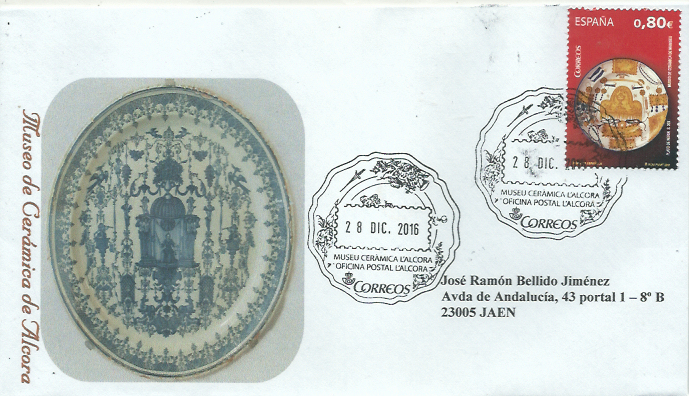 Museo de Cerámica de Alcora
ESPAÑA 0,80€
CORREOS
28 DIC. 2016
MUSEU CERÀMICA L'ALCORA
OFICINA POSTAL L'ALCORA
CORREOS
28 DIC.
MUSEU CERÀMICA L'ALCORA
OFICINA POSTAL L'ALCORA
CORREOS
José Ramón Bellido Jiménez
Avda de Andalucía, 43 portal 1 – 8º B
23005 JAEN